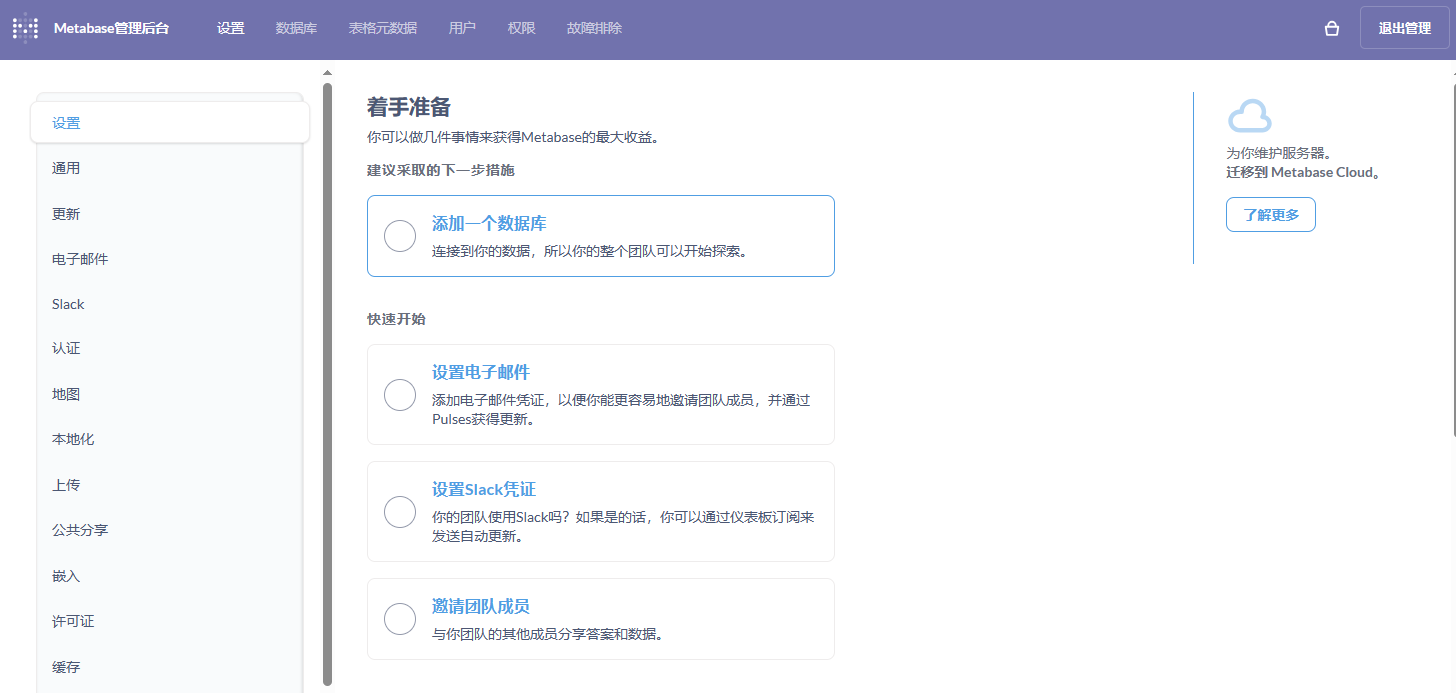 Metabase管理后台 设置 数据库 表格元数据 用户 权限 故障排除 退出管理
设置
通用
更新
电子邮件
Slack
认证
地图
本地化
上传
公共分享
嵌入
许可证
缓存
着手准备
你可以做几件事情来获得Metabase的最大收益。
建议采取的下一步措施
添加一个数据库
连接到你的数据，所以你的整个团队可以开始探索。
快速开始
设置电子邮件
添加电子邮件凭证，以便你能更容易地邀请团队成员，并通过
Pulses获得更新。
设置Slack凭证
你的团队使用Slack吗？如果是的话，你可以通过仪表板订阅来
发送自动更新。
邀请团队成员
与你团队的其他成员分享答案和数据。
为你维护服务器。
迁移到 Metabase Cloud。
了解更多